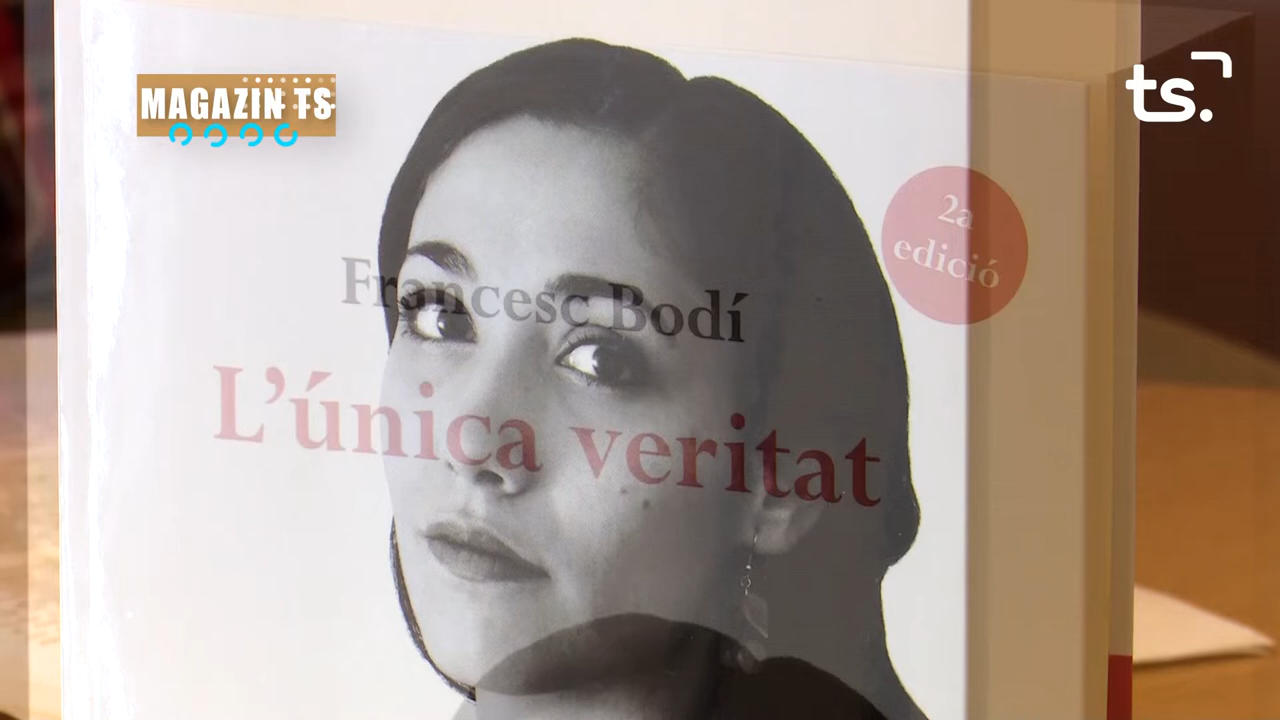 MAGAZIN TS
ts.
2a
edició
Francesc Bodí
L'única veritat